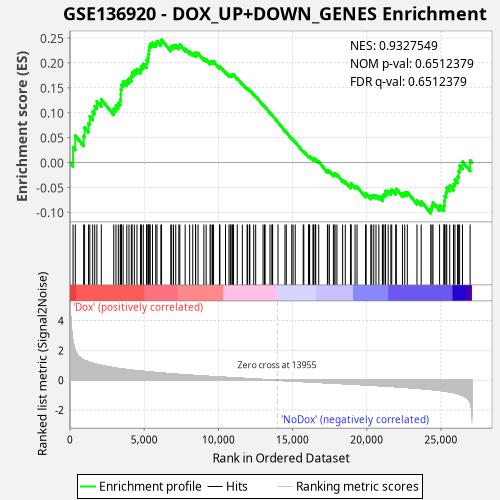 GSE136920 - DOX_UP+DOWN_GENES Enrichment
Enrichment score (ES)
0.25
0.20
0.15
0.10
0.05
0.00
-0.05
-0.10
NES: 0.9327549
NOM p-val: 0.6512379
FDR q-val: 0.6512379
'Dox' (positively correlated)
Ranked list metric (Signal2Noise)
4
2
0
-2
Zero cross at 13955
'NoDox' (negatively correlated)
0 5,000 10,000 15,000 20,000 25,000
Rank in Ordered Dataset
Enrichment profile Hits Ranking metric scores